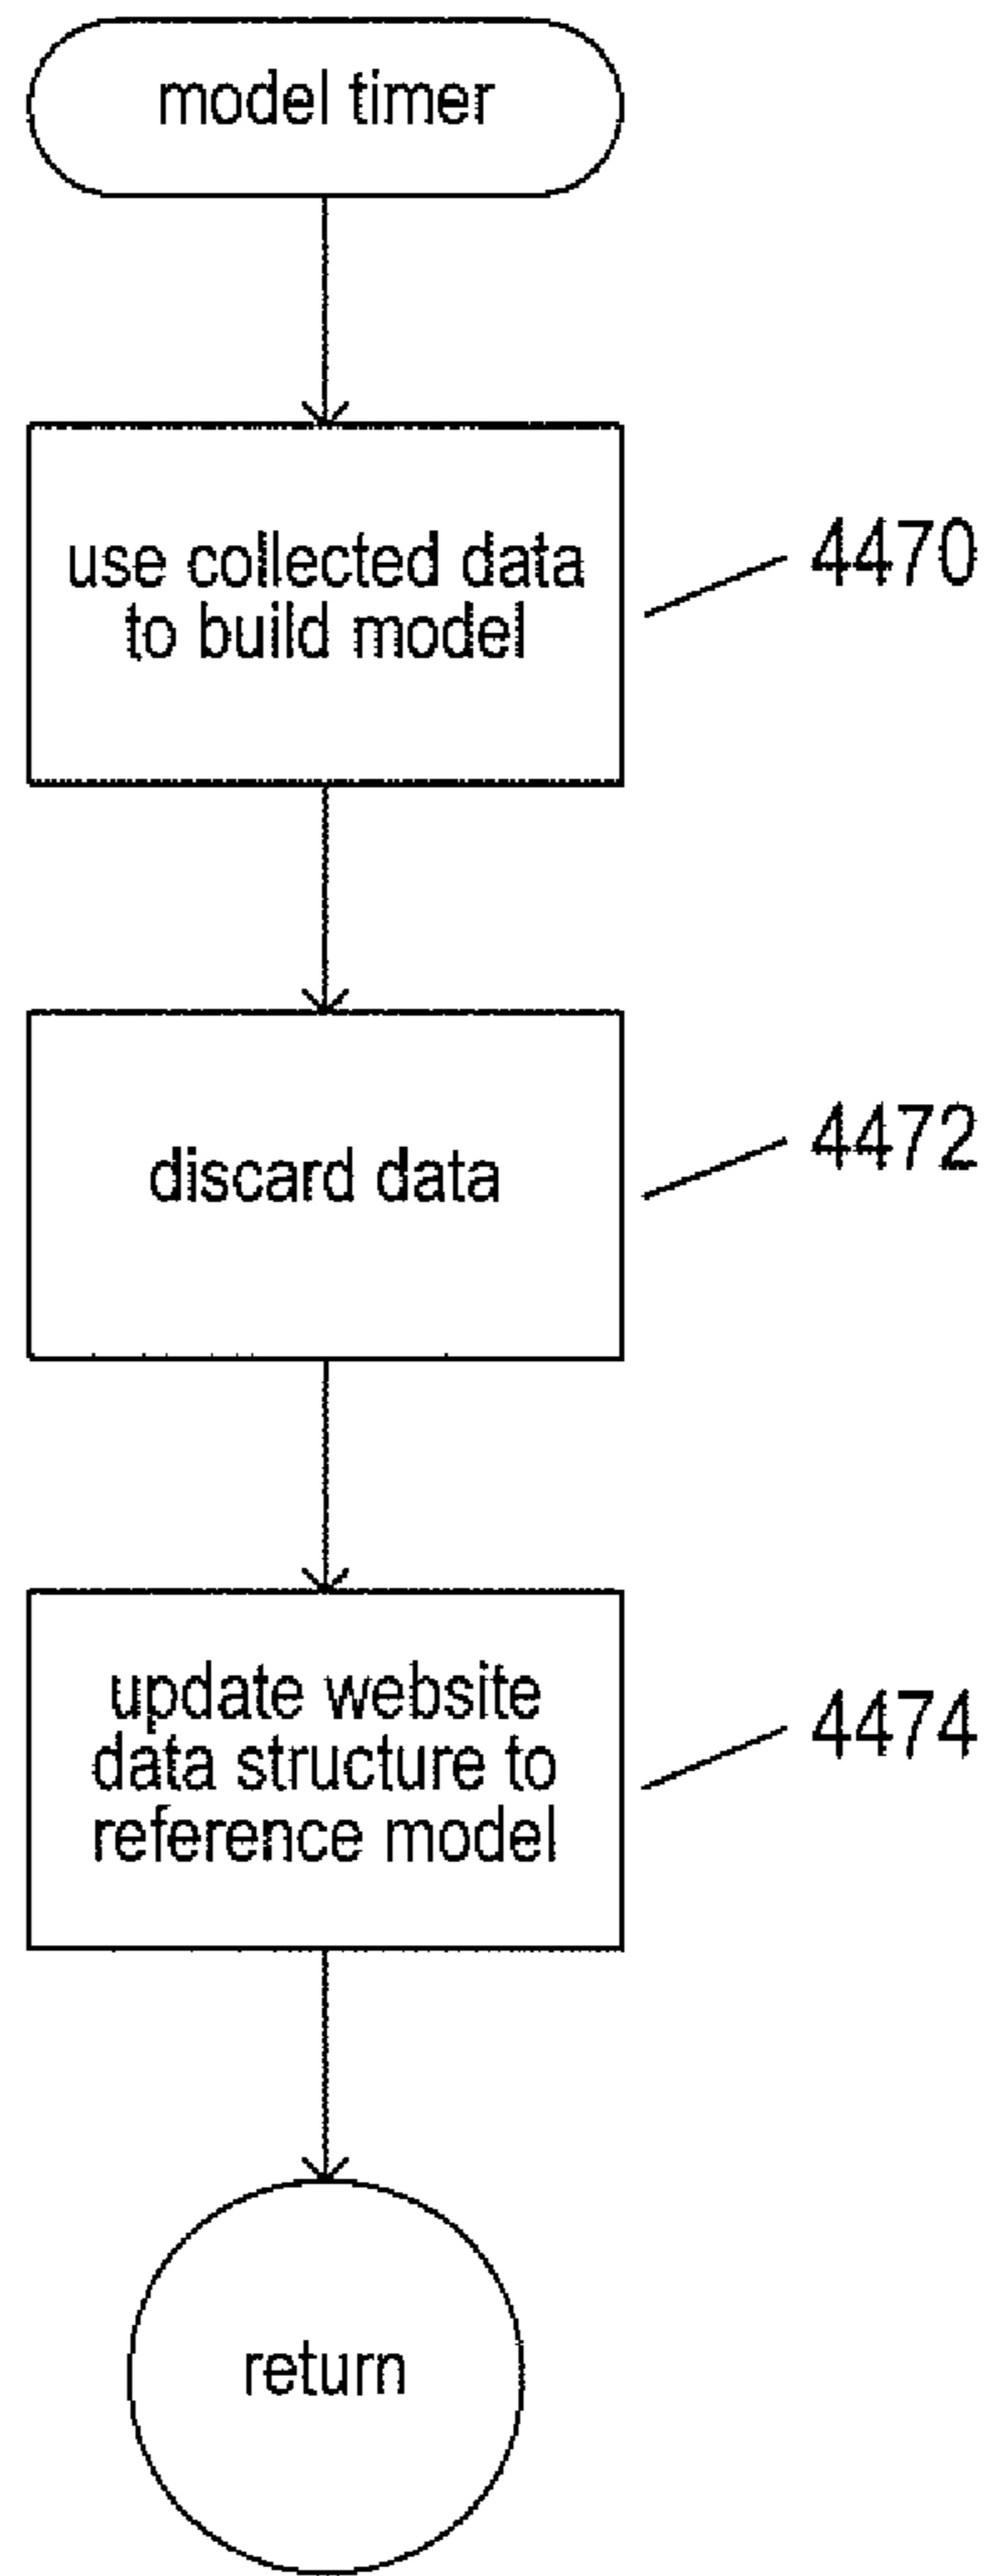 model timer
use collected data
to build model
4470
discard data
4472
update website
data structure to
reference model
4474
return